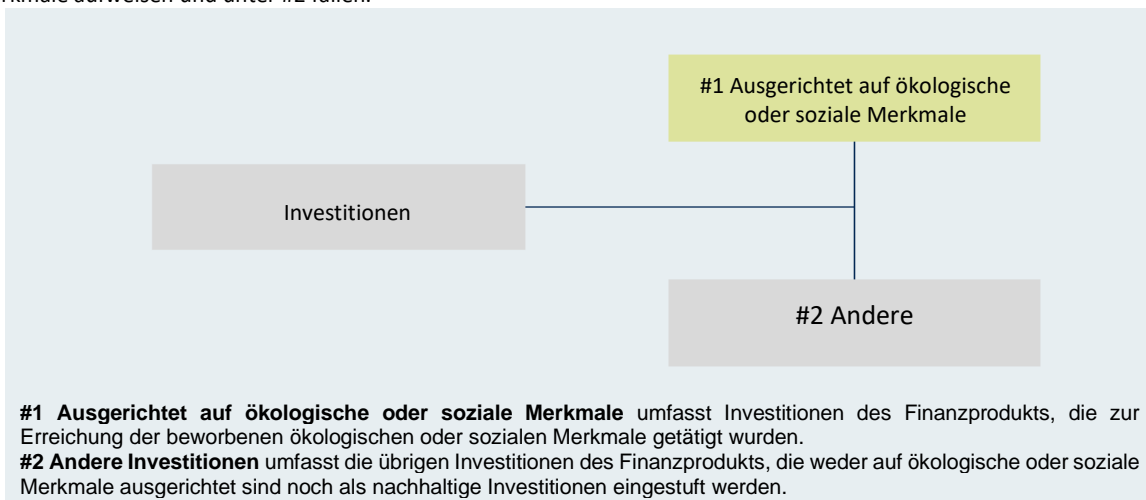 #1 Ausgerichtet auf ökologische
oder soziale Merkmale
Investitionen
#2 Andere
#1 Ausgerichtet auf ökologische oder soziale Merkmale umfasst Investitionen des Finanzprodukts, die zur
Erreichung der beworbenen ökologischen oder sozialen Merkmale getätigt wurden.
#2 Andere Investitionen umfasst die übrigen Investitionen des Finanzprodukts, die weder auf ökologische oder soziale
Merkmale ausgerichtet sind noch als nachhaltige Investitionen eingestuft werden.